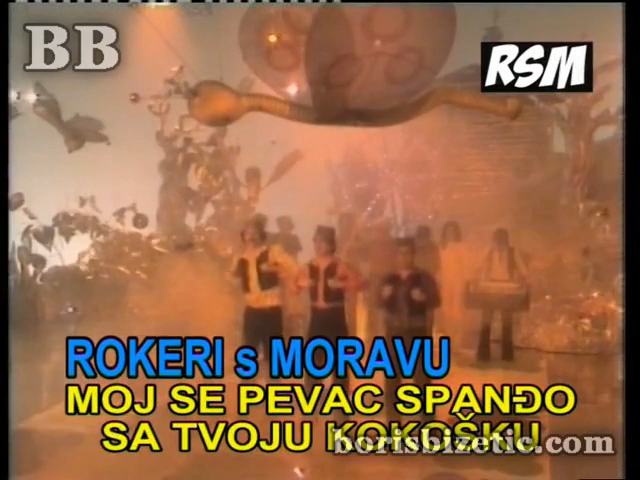 BB
RSM
ROKERI s MORAVU
MOJ SE PEVAC SPANĐO
SA TVOJU KOKOŠKU
borisbizetic.com